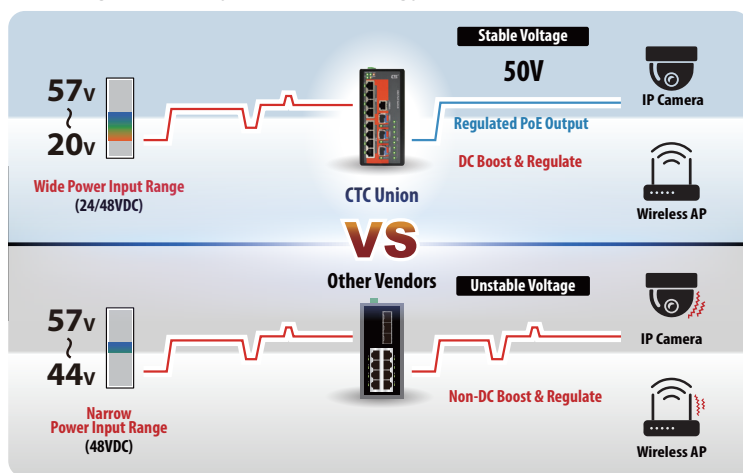 Stable Voltage
57V
~
20V
50V
IP Camera
Regulated PoE Output
DC Boost & Regulate
Wide Power Input Range
(24/48VDC)
CTC Union
Wireless AP
VS
Other Vendors
Unstable Voltage
57V
~
44V
IP Camera
Non-DC Boost & Regulate
Narrow
Power Input Range
(48VDC)
Wireless AP